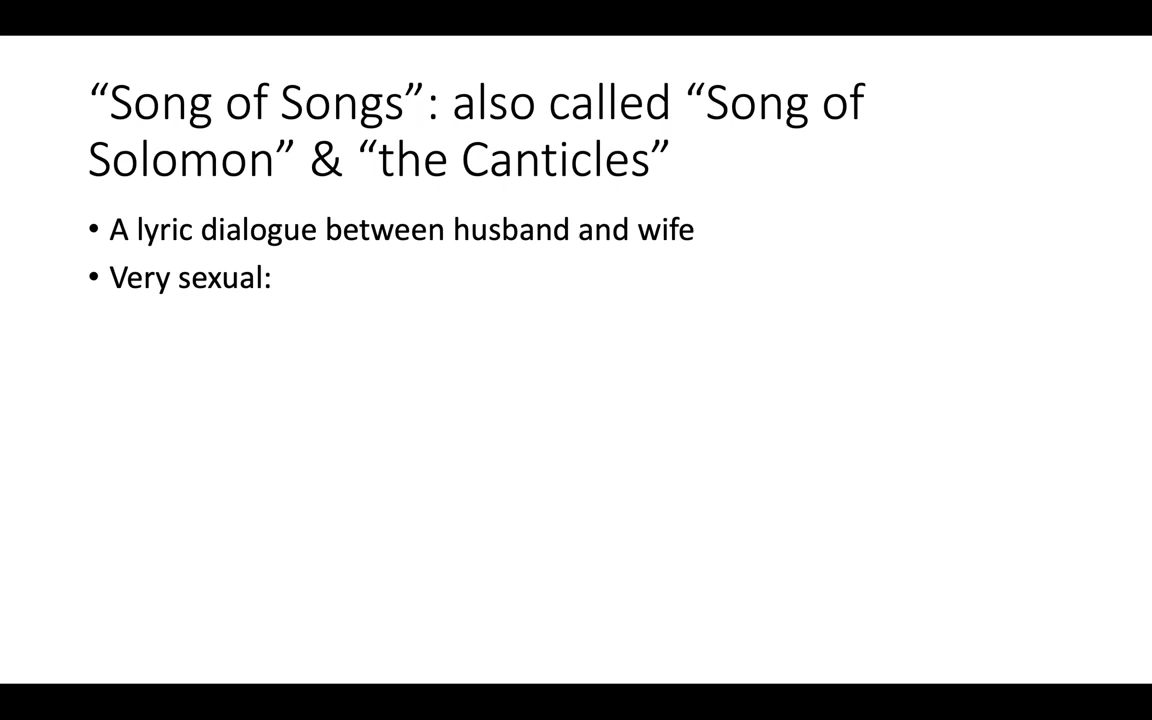 “Song of Songs”: also called “Song of
Solomon” & “the Canticles”
• A lyric dialogue between husband and wife
• Very sexual: